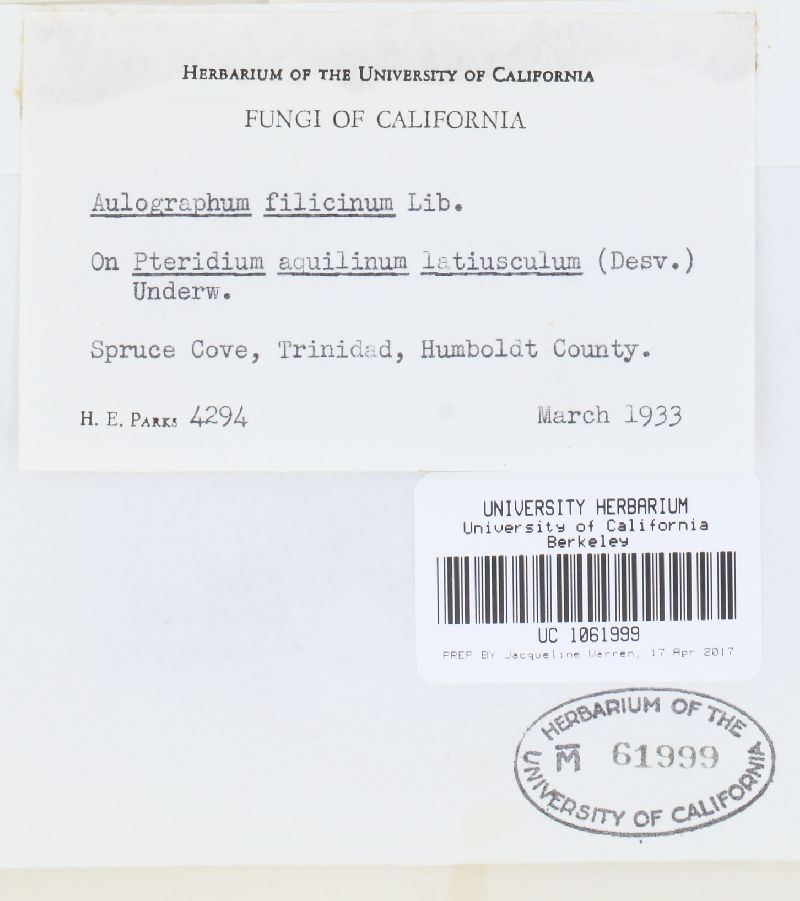 HERBARIUM OF THE UNIVERSITY OF CALIFORNIA
FUNGI OF CALIFORNIA
Aulographum filicinum Lib.
On Pteridium aquilinum latiusculum (Desv.)
Underw.
Spruce Cove, Trinidad, Humboldt County.
H. E. PARKS 4294 March 1933
UNIVERSITY HERBARIUM
University of California
Berkeley
UC 1061999
PREP BY Jacqueline Warren, 17 Apr 2017
HERBARIUM OF THE
M̅ 61999
UNIVERSITY OF CALIFORNIA